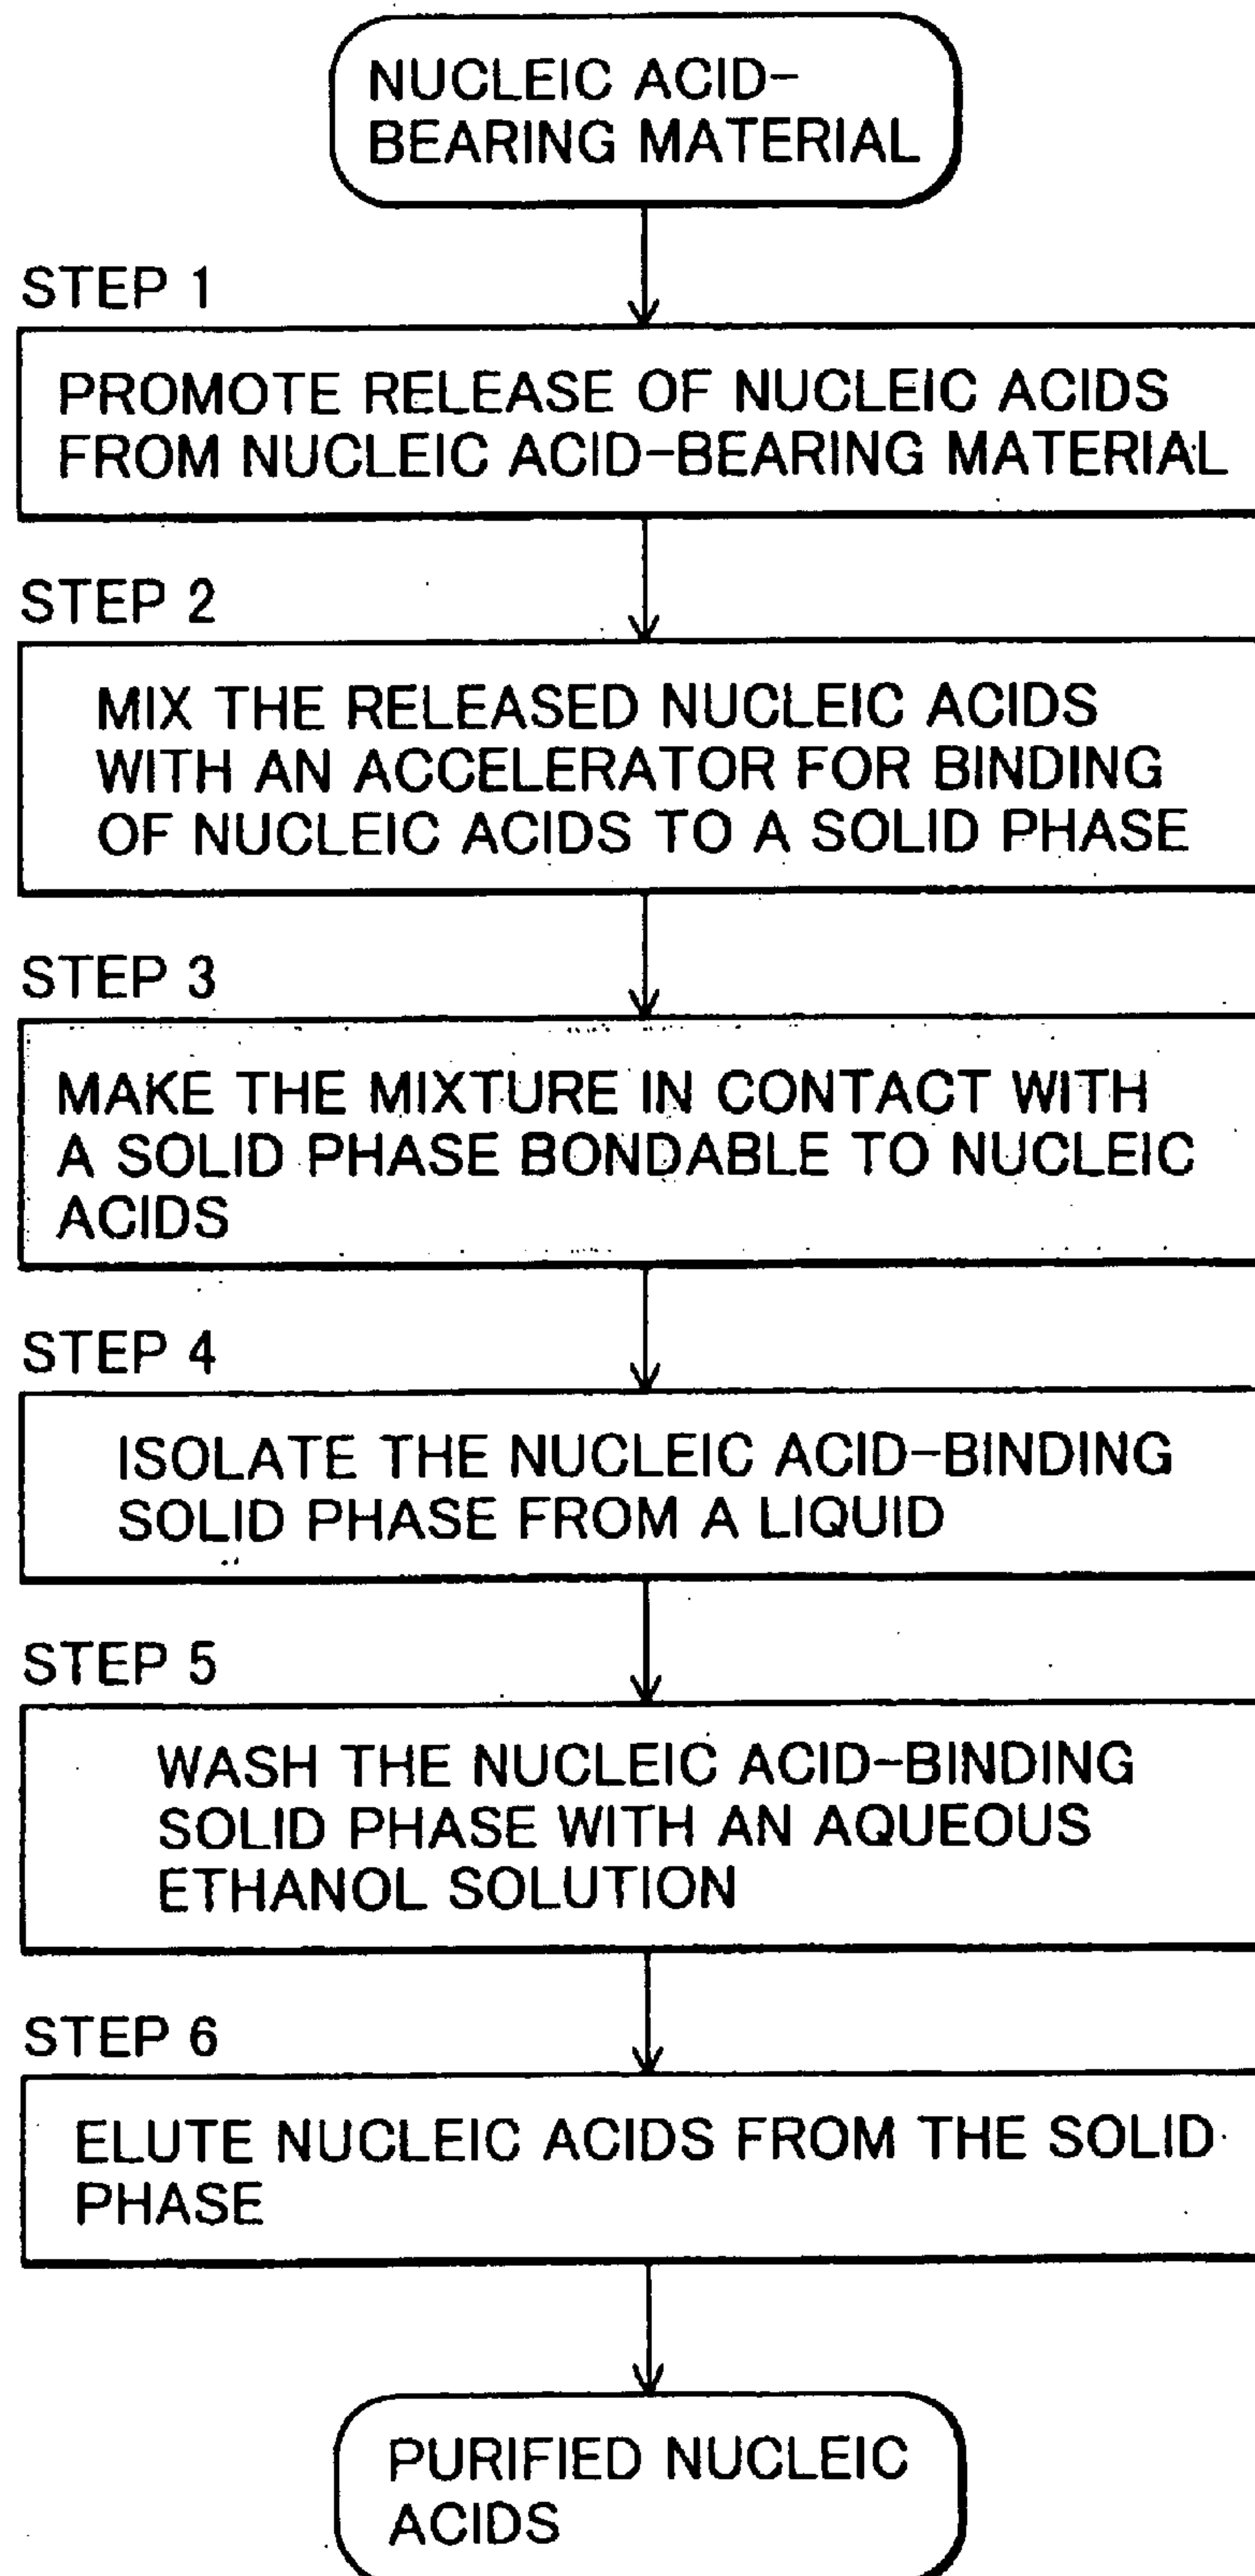 NUCLEIC ACID-
BEARING MATERIAL
STEP 1
PROMOTE RELEASE OF NUCLEIC ACIDS
FROM NUCLEIC ACID-BEARING MATERIAL
STEP 2
MIX THE RELEASED NUCLEIC ACIDS
WITH AN ACCELERATOR FOR BINDING
OF NUCLEIC ACIDS TO A SOLID PHASE
STEP 3
MAKE THE MIXTURE IN CONTACT WITH
A SOLID PHASE BONDABLE TO NUCLEIC
ACIDS
STEP 4
ISOLATE THE NUCLEIC ACID-BINDING
SOLID PHASE FROM A LIQUID
STEP 5
WASH THE NUCLEIC ACID-BINDING
SOLID PHASE WITH AN AQUEOUS
ETHANOL SOLUTION
STEP 6
ELUTE NUCLEIC ACIDS FROM THE SOLID
PHASE
PURIFIED NUCLEIC
ACIDS